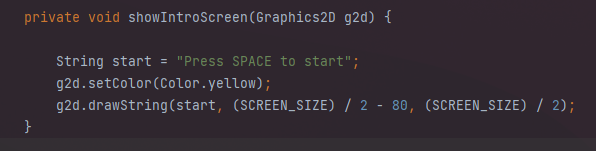 private void showIntroScreen(Graphics2D g2d) {
String start = "Press SPACE to start";
g2d.setColor(Color.yellow);
g2d.drawString(start, (SCREEN_SIZE) / 2 - 80, (SCREEN_SIZE) / 2);
}